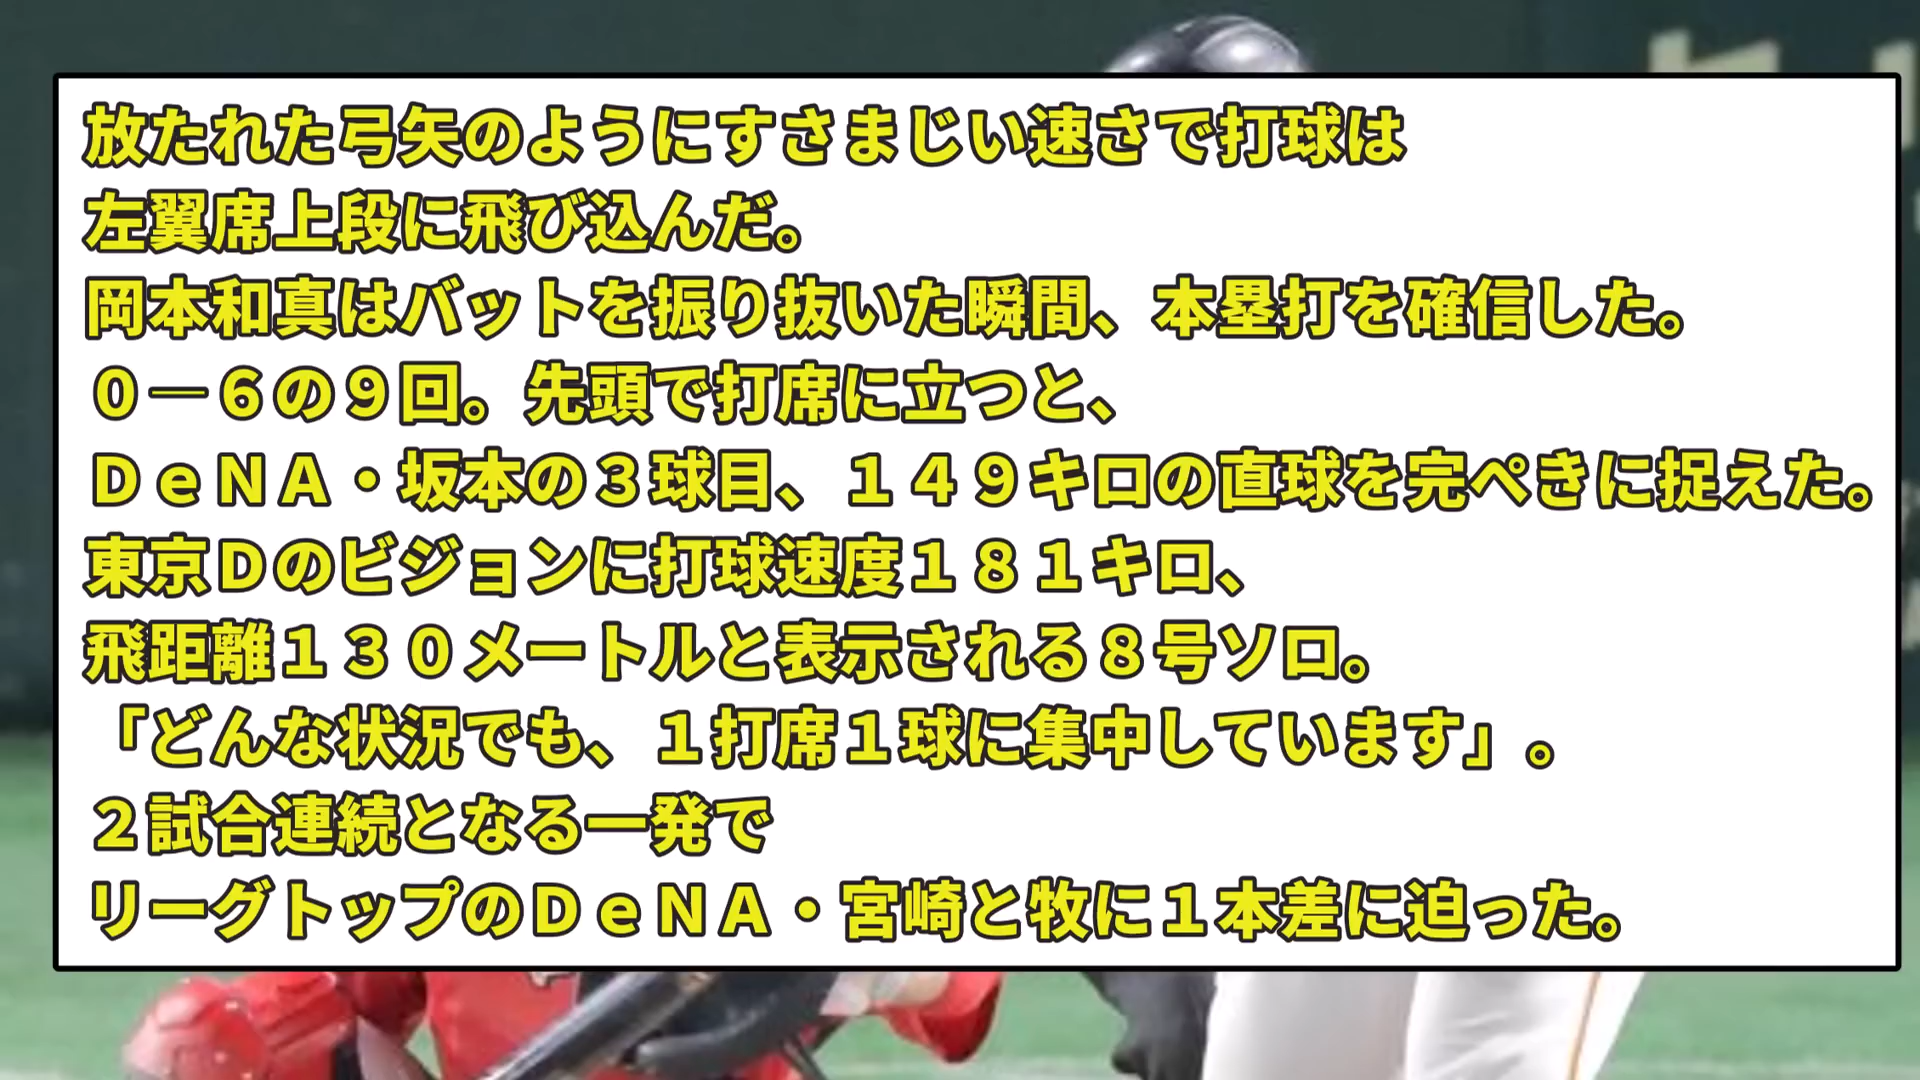 放たれた弓矢のようにすさまじい速さで打球は
左翼席上段に飛び込んだ。
岡本和真はバットを振り抜いた瞬間、本塁打を確信した。
０―６の９回。先頭で打席に立つと、
ＤｅＮＡ・坂本の３球目、１４９キロの直球を完ぺきに捉えた。
東京Ｄのビジョンに打球速度１８１キロ、
飛距離１３０メートルと表示される８号ソロ。
「どんな状況でも、１打席１球に集中しています」。
２試合連続となる一発で
リーグトップのＤｅＮＡ・宮崎と牧に１本差に迫った。